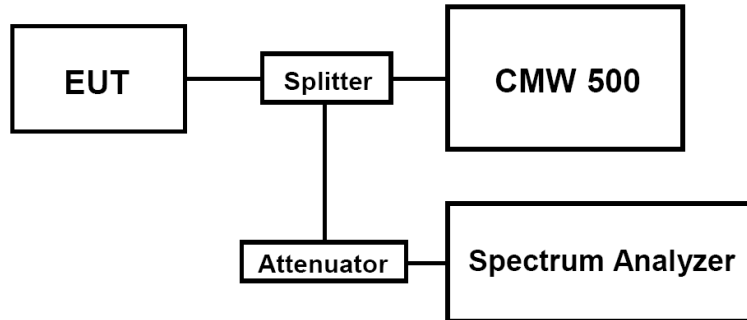 EUT
Splitter
CMW 500
Attenuator
Spectrum Analyzer